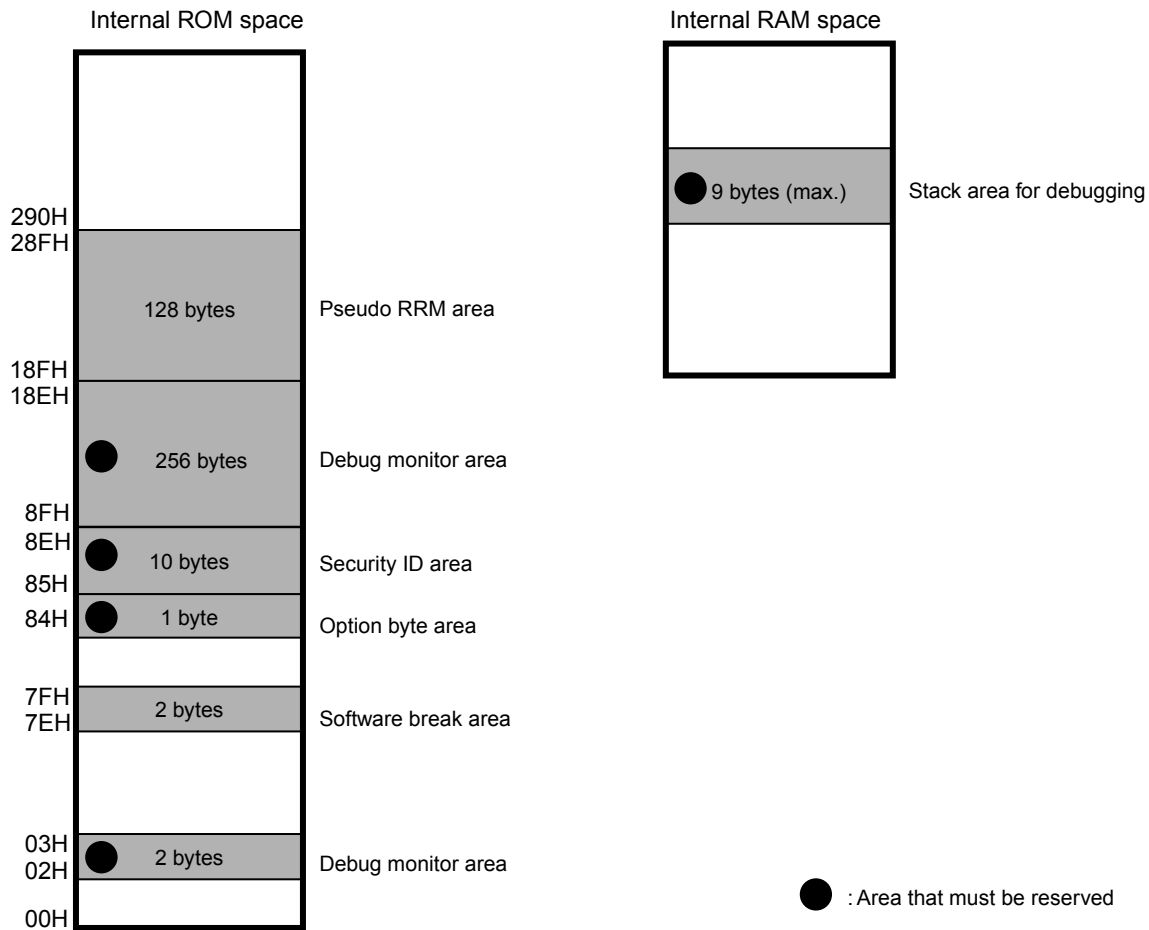 Internal ROM space
Internal RAM space
9 bytes (max.)
Stack area for debugging
290H
28FH
128 bytes
Pseudo RRM area
18FH
18EH
256 bytes
Debug monitor area
8FH
8EH
10 bytes
Security ID area
85H
84H
1 byte
Option byte area
7FH
2 bytes
7EH
Software break area
03H
2 bytes
02H
Debug monitor area
00H
: Area that must be reserved